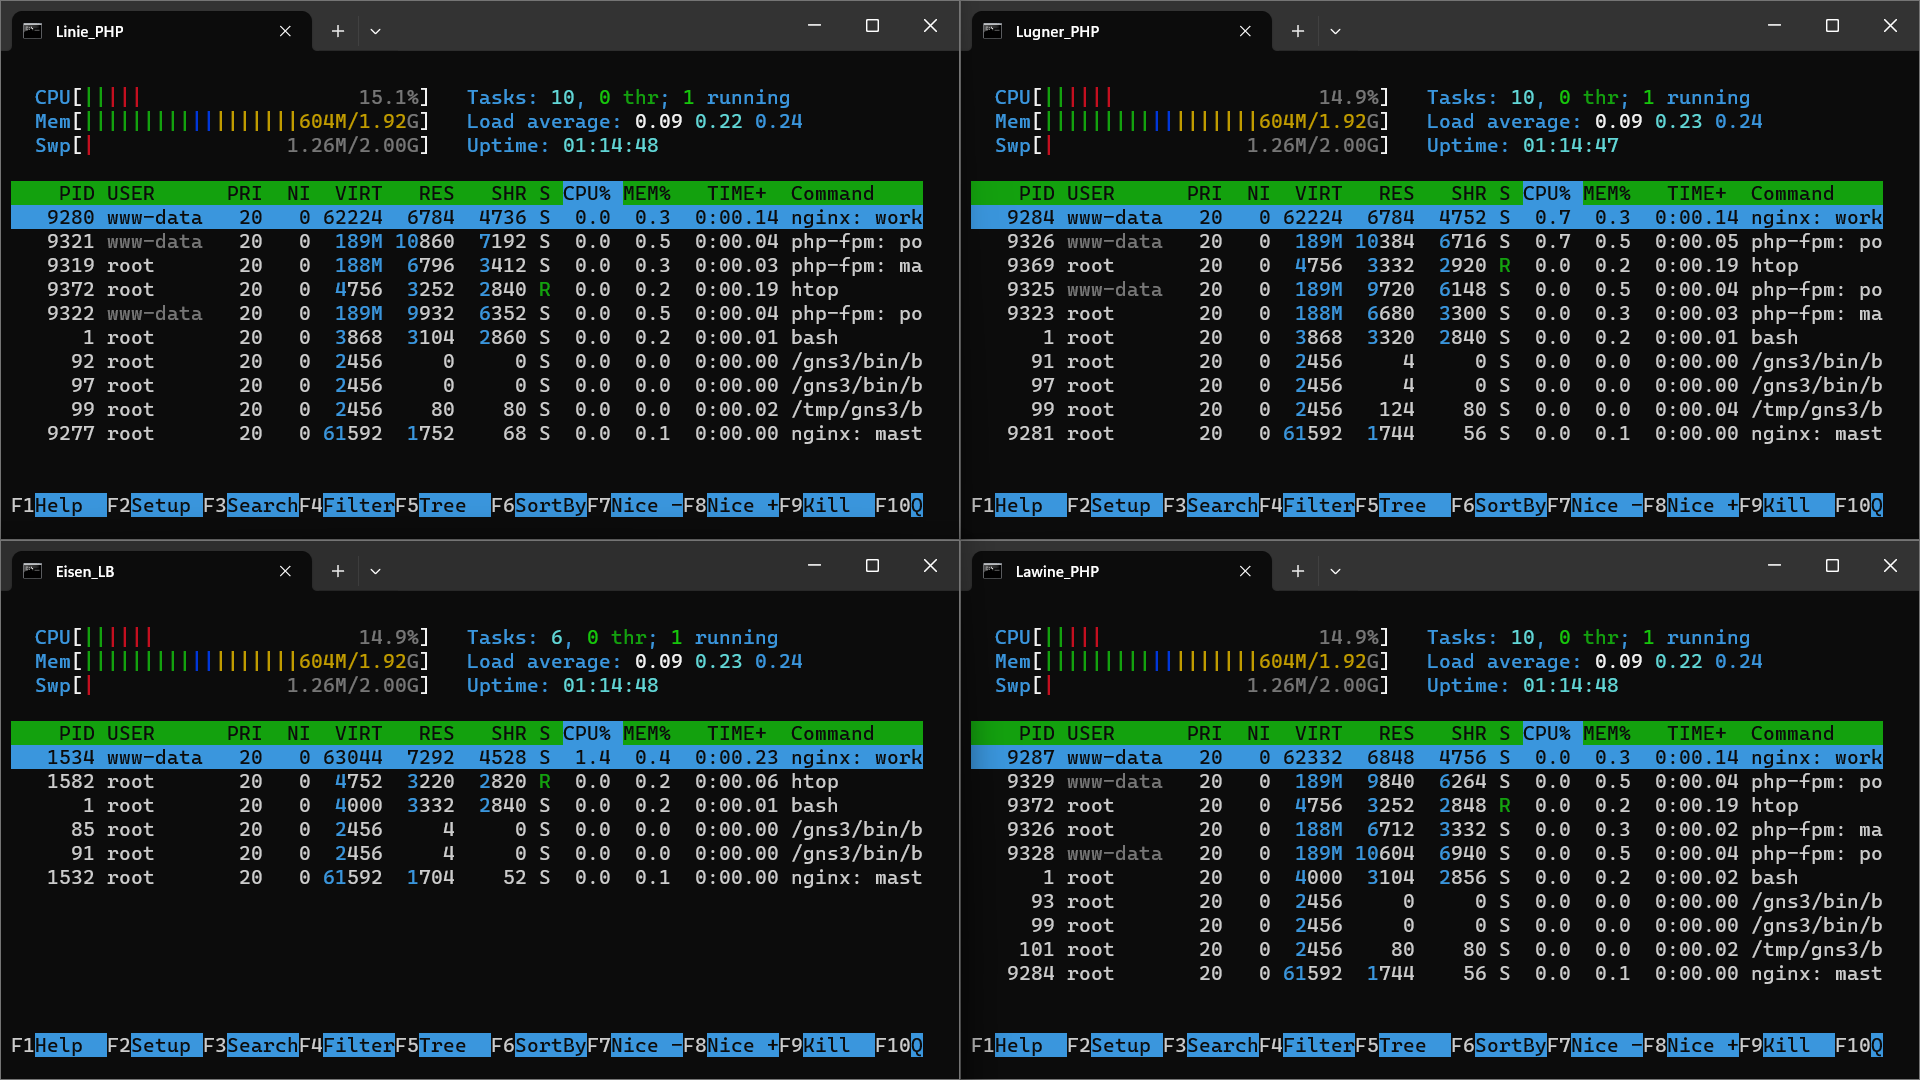 Linie_PHP
CPU[||||| 15.1%] Tasks: 10, 0 thr; 1 running
Mem[||||||||||||||||||604M/1.92G] Load average: 0.09 0.22 0.24
Swp[| 1.26M/2.00G] Uptime: 01:14:48
PID USER PRI NI VIRT RES SHR S CPU% MEM% TIME+ Command
9280 www-data 20 0 62224 6784 4736 S 0.0 0.3 0:00.14 nginx: work
9321 www-data 20 0 189M 10860 7192 S 0.0 0.5 0:00.04 php-fpm: po
9319 root 20 0 188M 6796 3412 S 0.0 0.3 0:00.03 php-fpm: ma
9372 root 20 0 4756 3252 2840 R 0.0 0.2 0:00.19 htop
9322 www-data 20 0 189M 9932 6352 S 0.0 0.5 0:00.04 php-fpm: po
1 root 20 0 3868 3104 2860 S 0.0 0.2 0:00.01 bash
92 root 20 0 2456 0 0 S 0.0 0.0 0:00.00 /gns3/bin/b
97 root 20 0 2456 0 0 S 0.0 0.0 0:00.00 /gns3/bin/b
99 root 20 0 2456 80 80 S 0.0 0.0 0:00.02 /tmp/gns3/b
9277 root 20 0 61592 1752 68 S 0.0 0.1 0:00.00 nginx: mast
F1Help F2Setup F3SearchF4FilterF5Tree F6SortByF7Nice -F8Nice +F9Kill F10Q
Lugner_PHP
CPU[|||||| 14.9%] Tasks: 10, 0 thr; 1 running
Mem[||||||||||||||||||604M/1.92G] Load average: 0.09 0.23 0.24
Swp[| 1.26M/2.00G] Uptime: 01:14:47
PID USER PRI NI VIRT RES SHR S CPU% MEM% TIME+ Command
9284 www-data 20 0 62224 6784 4752 S 0.7 0.3 0:00.14 nginx: work
9326 www-data 20 0 189M 10384 6716 S 0.7 0.5 0:00.05 php-fpm: po
9369 root 20 0 4756 3332 2920 R 0.0 0.2 0:00.19 htop
9325 www-data 20 0 189M 9720 6148 S 0.0 0.5 0:00.04 php-fpm: po
9323 root 20 0 188M 6680 3300 S 0.0 0.3 0:00.03 php-fpm: ma
1 root 20 0 3868 3320 2840 S 0.0 0.2 0:00.01 bash
91 root 20 0 2456 4 0 S 0.0 0.0 0:00.00 /gns3/bin/b
97 root 20 0 2456 4 0 S 0.0 0.0 0:00.00 /gns3/bin/b
99 root 20 0 2456 124 80 S 0.0 0.0 0:00.04 /tmp/gns3/b
9281 root 20 0 61592 1744 56 S 0.0 0.1 0:00.00 nginx: mast
F1Help F2Setup F3SearchF4FilterF5Tree F6SortByF7Nice -F8Nice +F9Kill F10Q
Eisen_LB
CPU[|||||| 14.9%] Tasks: 6, 0 thr; 1 running
Mem[||||||||||||||||||604M/1.92G] Load average: 0.09 0.23 0.24
Swp[| 1.26M/2.00G] Uptime: 01:14:48
PID USER PRI NI VIRT RES SHR S CPU% MEM% TIME+ Command
1534 www-data 20 0 63044 7292 4528 S 1.4 0.4 0:00.23 nginx: work
1582 root 20 0 4752 3220 2820 R 0.0 0.2 0:00.06 htop
1 root 20 0 4000 3332 2840 S 0.0 0.2 0:00.01 bash
85 root 20 0 2456 4 0 S 0.0 0.0 0:00.00 /gns3/bin/b
91 root 20 0 2456 4 0 S 0.0 0.0 0:00.00 /gns3/bin/b
1532 root 20 0 61592 1704 52 S 0.0 0.1 0:00.00 nginx: mast
F1Help F2Setup F3SearchF4FilterF5Tree F6SortByF7Nice -F8Nice +F9Kill F10Q
Lawine_PHP
CPU[||||| 14.9%] Tasks: 10, 0 thr; 1 running
Mem[||||||||||||||||||604M/1.92G] Load average: 0.09 0.22 0.24
Swp[| 1.26M/2.00G] Uptime: 01:14:48
PID USER PRI NI VIRT RES SHR S CPU% MEM% TIME+ Command
9287 www-data 20 0 62332 6848 4756 S 0.0 0.3 0:00.14 nginx: work
9329 www-data 20 0 189M 9840 6264 S 0.0 0.5 0:00.04 php-fpm: po
9372 root 20 0 4756 3252 2848 R 0.0 0.2 0:00.19 htop
9326 root 20 0 188M 6712 3332 S 0.0 0.3 0:00.02 php-fpm: ma
9328 www-data 20 0 189M 10604 6940 S 0.0 0.5 0:00.04 php-fpm: po
1 root 20 0 4000 3104 2856 S 0.0 0.2 0:00.02 bash
93 root 20 0 2456 0 0 S 0.0 0.0 0:00.00 /gns3/bin/b
99 root 20 0 2456 0 0 S 0.0 0.0 0:00.00 /gns3/bin/b
101 root 20 0 2456 80 80 S 0.0 0.0 0:00.02 /tmp/gns3/b
9284 root 20 0 61592 1744 56 S 0.0 0.1 0:00.00 nginx: mast
F1Help F2Setup F3SearchF4FilterF5Tree F6SortByF7Nice -F8Nice +F9Kill F10Q